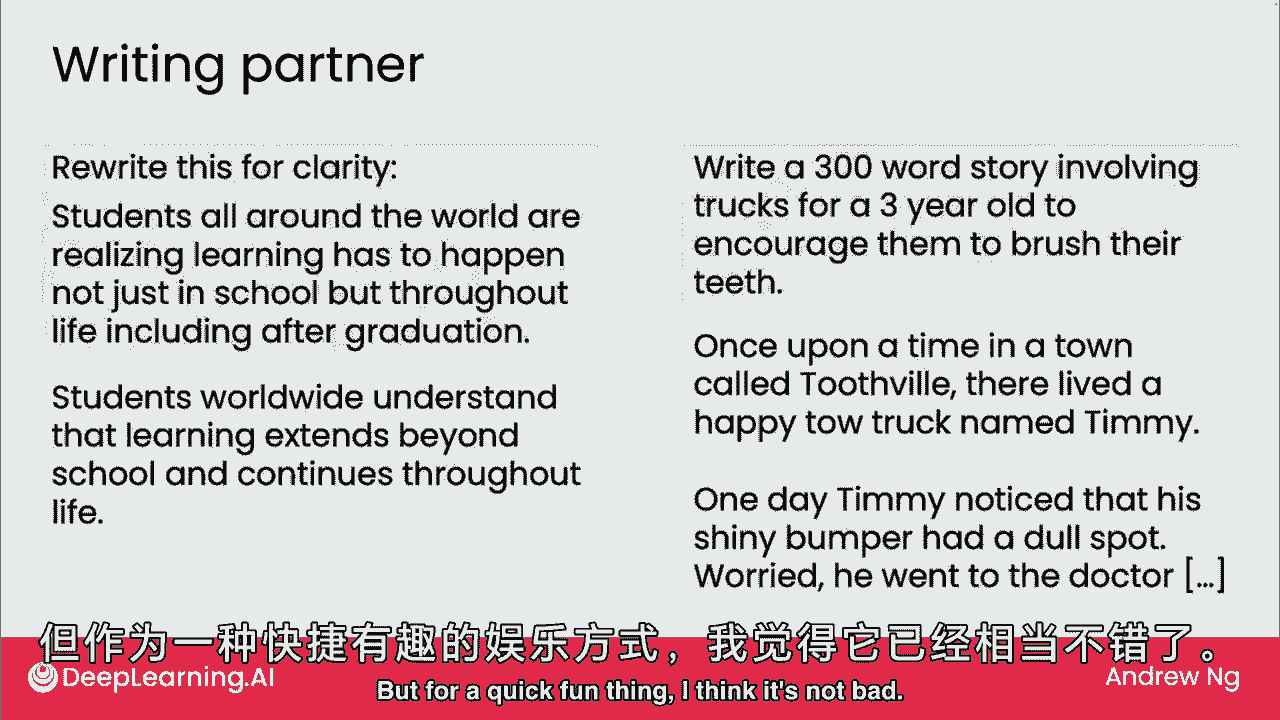 Writing partner
Rewrite this for clarity:
Students all around the world are
realizing learning has to happen
not just in school but throughout
life including after graduation.
Students worldwide understand
that learning extends beyond
school and continues throughout
life.
Write a 300 word story involving
trucks for a 3 year old to
encourage them to brush their
teeth.
Once upon a time in a town
called Toothville, there lived a
happy tow truck named Timmy.
One day Timmy noticed that his
shiny bumper had a dull spot.
Worried, he went to the doctor [...]
但作为一种快捷有趣的娱乐方式，我觉得它已经相当不错了。
DeepLearning.AI
But for a quick fun thing, I think it's not bad.
Andrew Ng